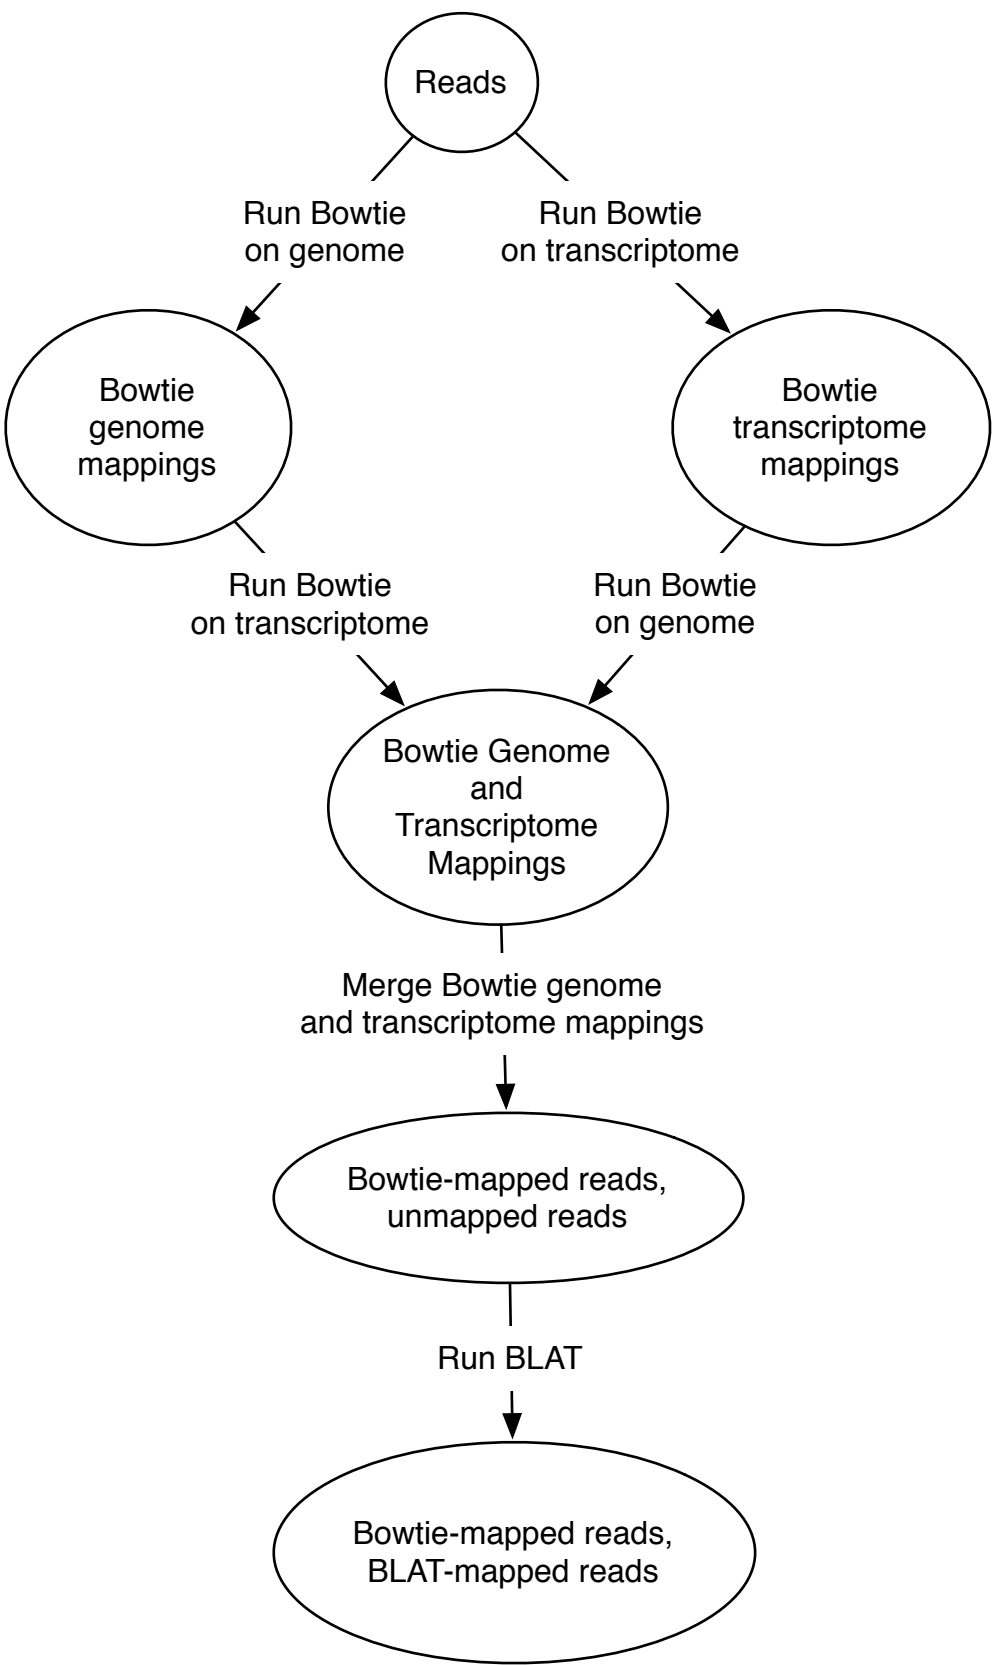 Reads
Run Bowtie
on genome
Run Bowtie
on transcriptome
Bowtie
genome
mappings
Bowtie
transcriptome
mappings
Run Bowtie
on transcriptome
Run Bowtie
on genome
Bowtie Genome
and
Transcriptome
Mappings
Merge Bowtie genome
and transcriptome mappings
Bowtie-mapped reads,
unmapped reads
Run BLAT
Bowtie-mapped reads,
BLAT-mapped reads